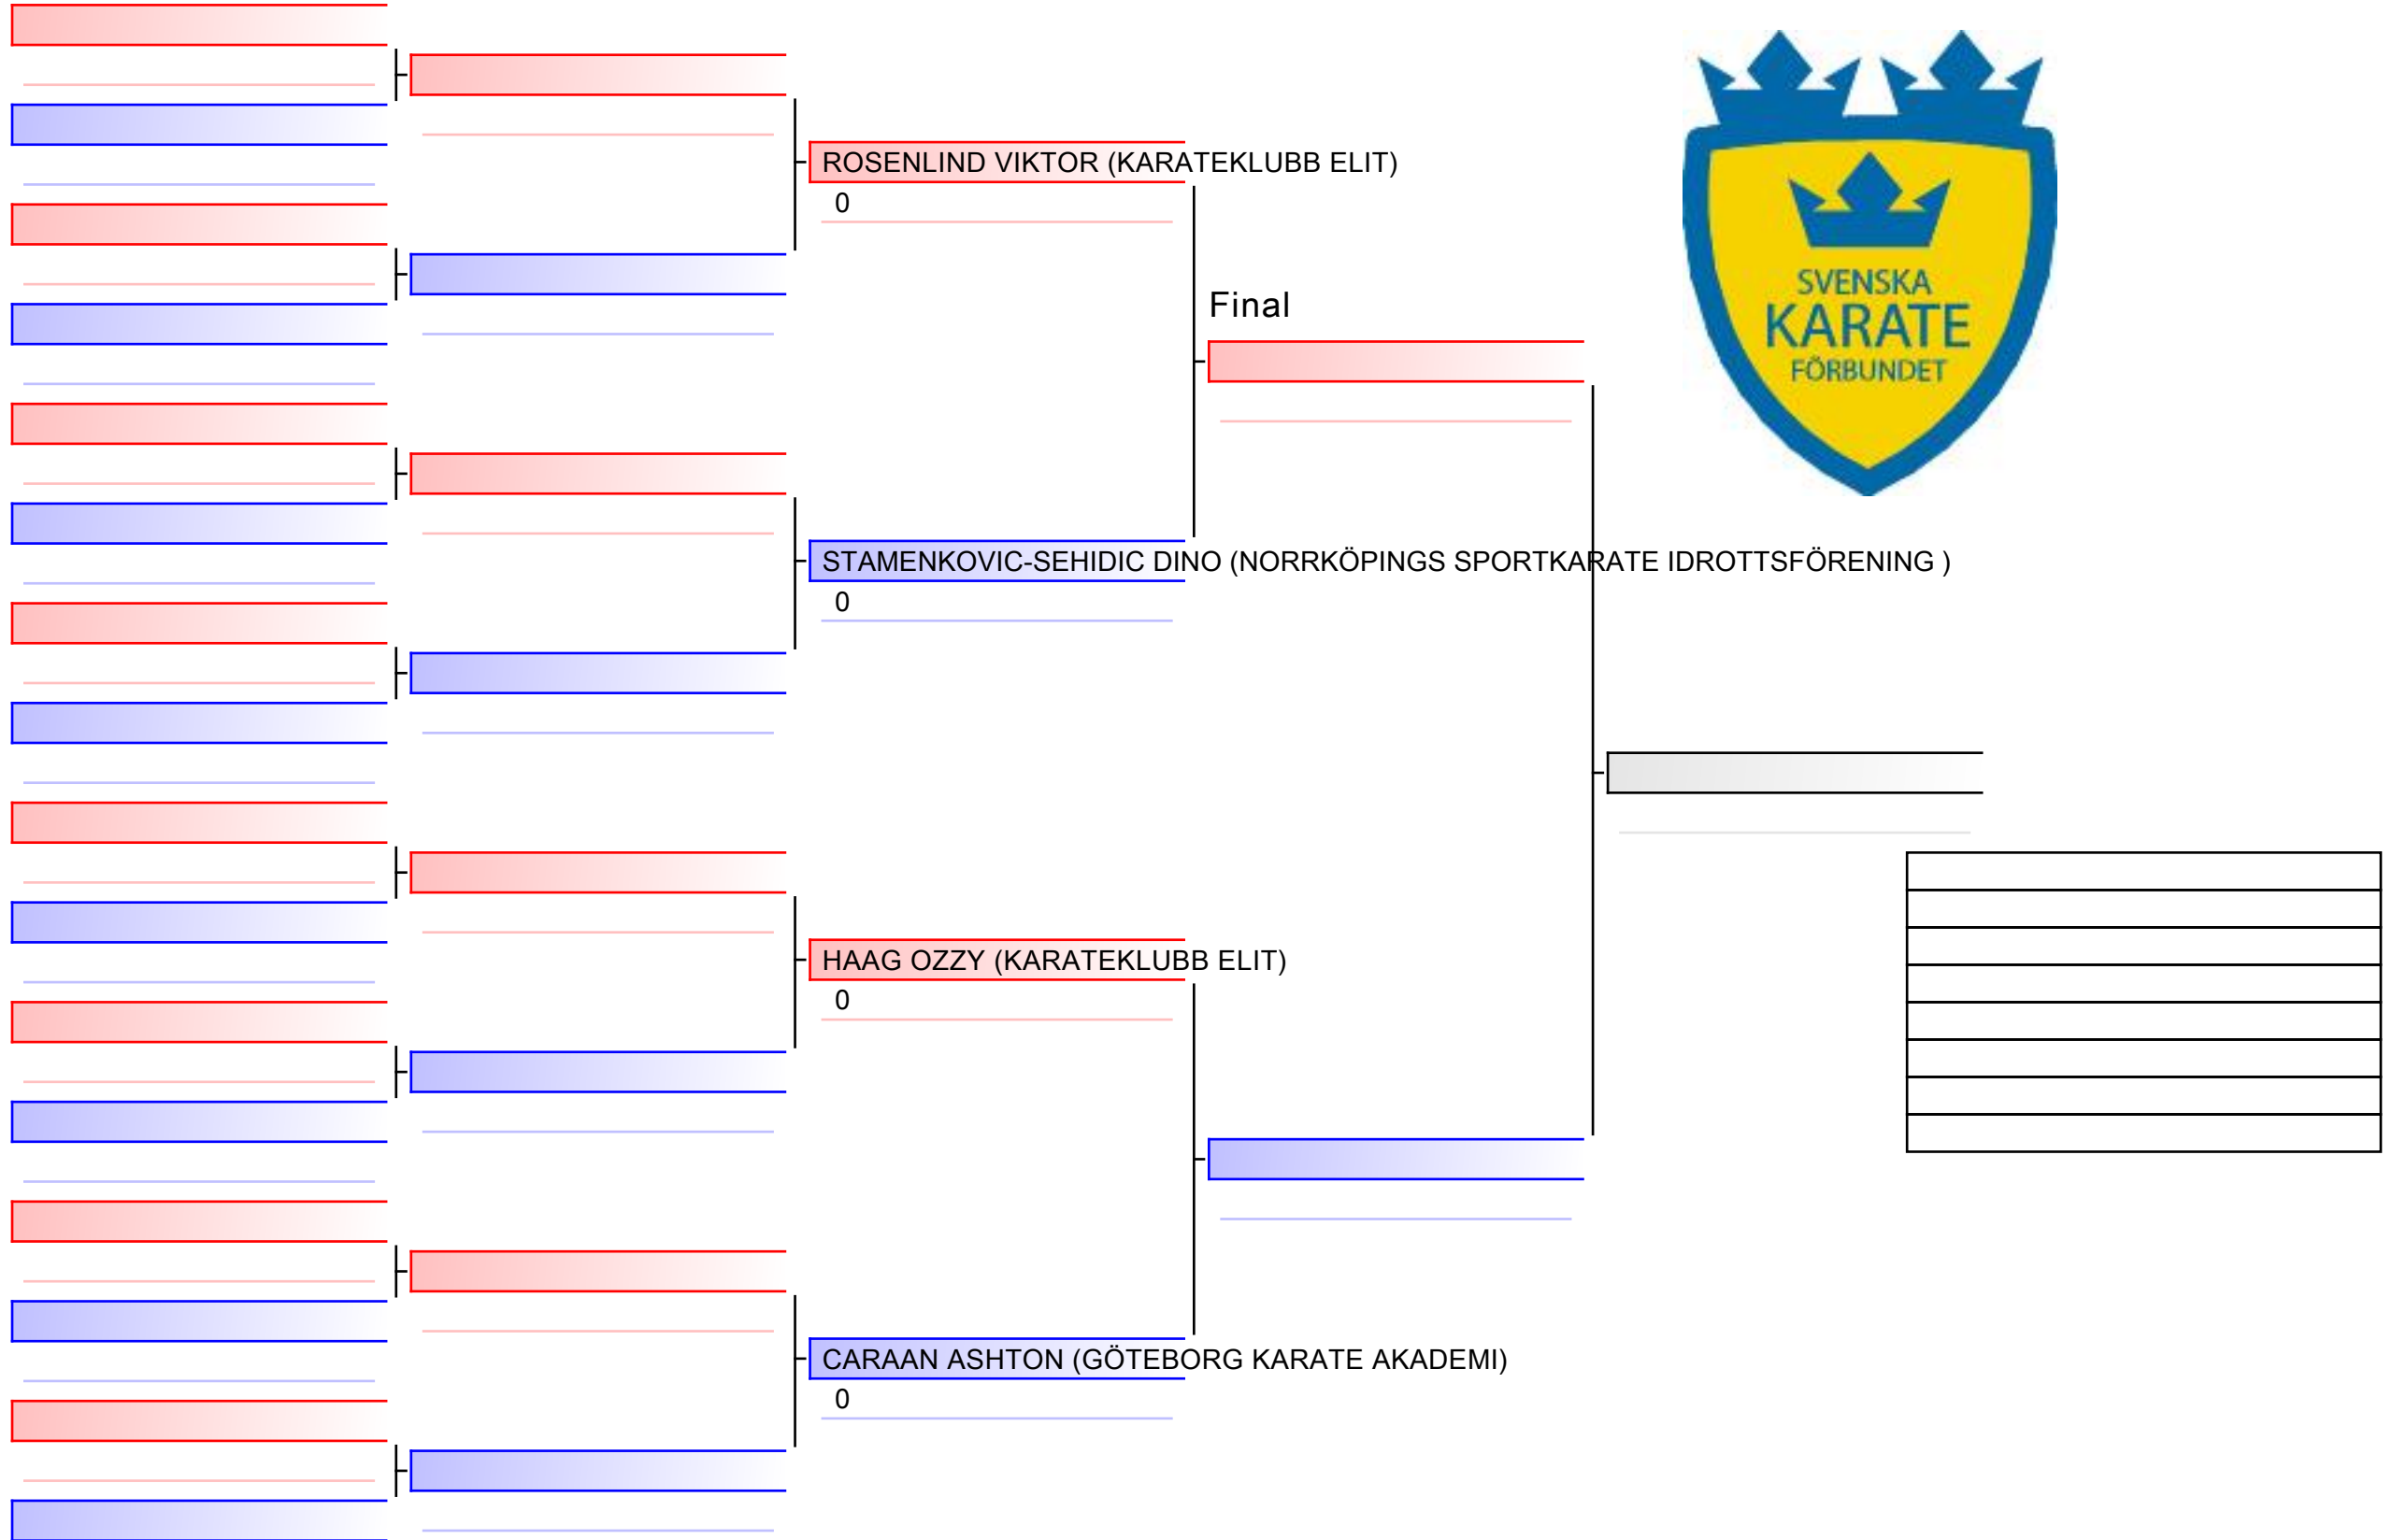 ROSENLIND VIKTOR (KARATEKLUBB ELIT)
0
SVENSKA
KARATE
FÖRBUNDET
Final
STAMENKOVIC-SEHIDIC DINO (NORRKÖPINGS SPORTKARATE IDROTTSFÖRENING )
0
HAAG OZZY (KARATEKLUBB ELIT)
0
CARAAN ASHTON (GÖTEBORG KARATE AKADEMI)
0